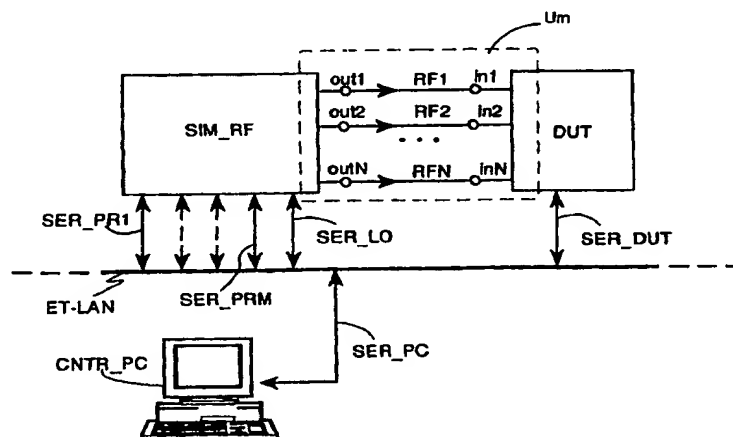 Um
out1 RF1 in1
SIM_RF out2 RF2 in2 DUT
outN RFN inN
SER_PR1 SER_LO SER_DUT
ET-LAN SER_PRM
SER_PC
CNTR_PC